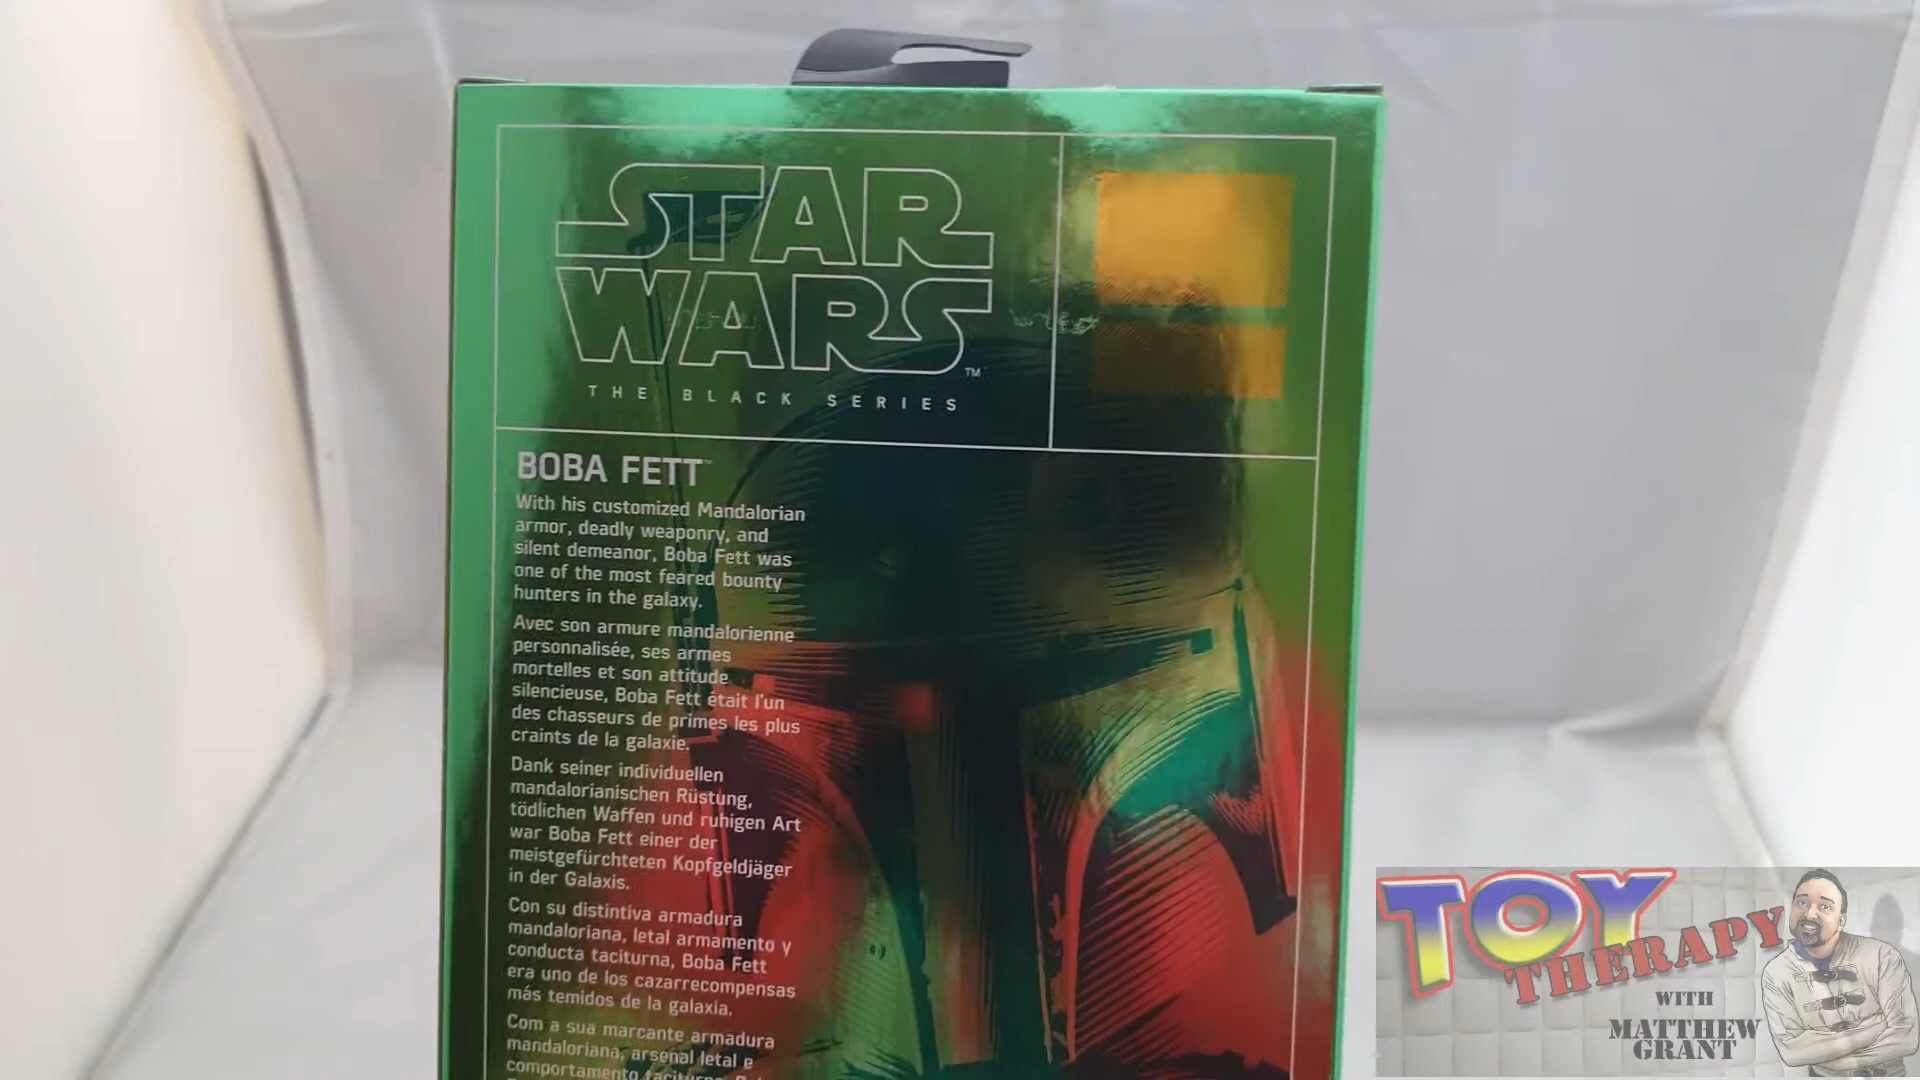 STAR
WARS™
THE BLACK SERIES
BOBA FETT™
With his customized Mandalorian
armor, deadly weaponry, and
silent demeanor, Boba Fett was
one of the most feared bounty
hunters in the galaxy.
Avec son armure mandalorienne
personnalisée, ses armes
mortelles et son attitude
silencieuse, Boba Fett était l'un
des chasseurs de primes les plus
craints de la galaxie.
Dank seiner individuellen
mandalorianischen Rüstung,
tödlichen Waffen und ruhigen Art
war Boba Fett einer der
meistgefürchteten Kopfgeldjäger
in der Galaxis.
Con su distintiva armadura
mandaloriana, letal armamento y
conducta taciturna, Boba Fett
era uno de los cazarrecompensas
más temidos de la galaxia.
Com a sua marcante armadura
mandaloriana, arsenal letal e
comportamento
TOY
THERAPY
WITH
MATTHEW
GRANT